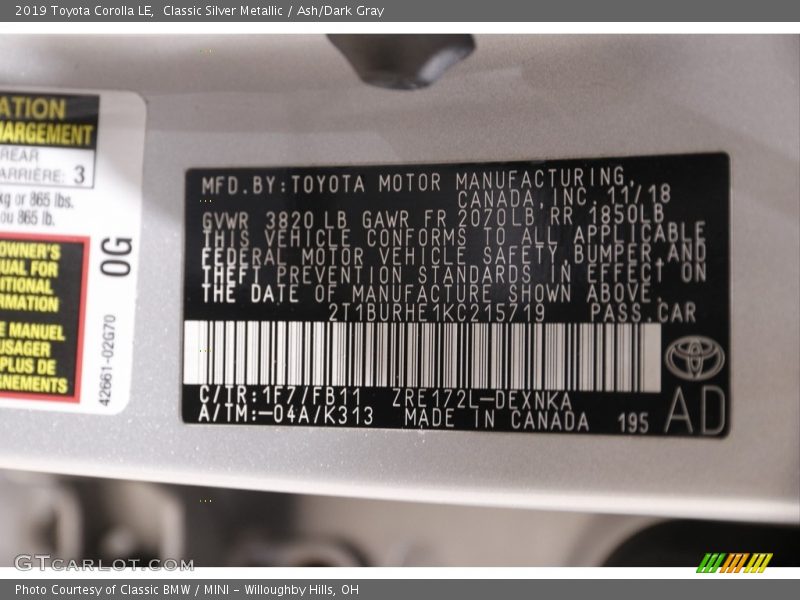 2019 Toyota Corolla LE,  Classic Silver Metallic / Ash/Dark Gray
ATION
HARGEMENT
REAR
ARRIÈRE: 3
kg or 865 lbs.
ou 865 lb.
OWNER'S
UAL FOR
ITIONAL
RMATION
E MANUEL
USAGER
PLUS DE
GNEMENTS
0G
42661-02G70
MFD.BY:TOYOTA MOTOR MANUFACTURING,
CANADA,INC.11/18
GVWR 3820 LB GAWR FR 2070LB RR 1850LB
THIS VEHICLE CONFORMS TO ALL APPLICABLE
FEDERAL MOTOR VEHICLE SAFETY,BUMPER,AND
THEFT PREVENTION STANDARDS IN EFFECT ON
THE DATE OF MANUFACTURE SHOWN ABOVE.
2T1BURHE1KC215719 PASS.CAR
C/TR:1F7/FB11 ZRE172L-DEXNKA
A/TM:-04A/K313 MADE IN CANADA 195 AD
GTCARLOT.COM
Photo Courtesy of Classic BMW / MINI - Willoughby Hills, OH